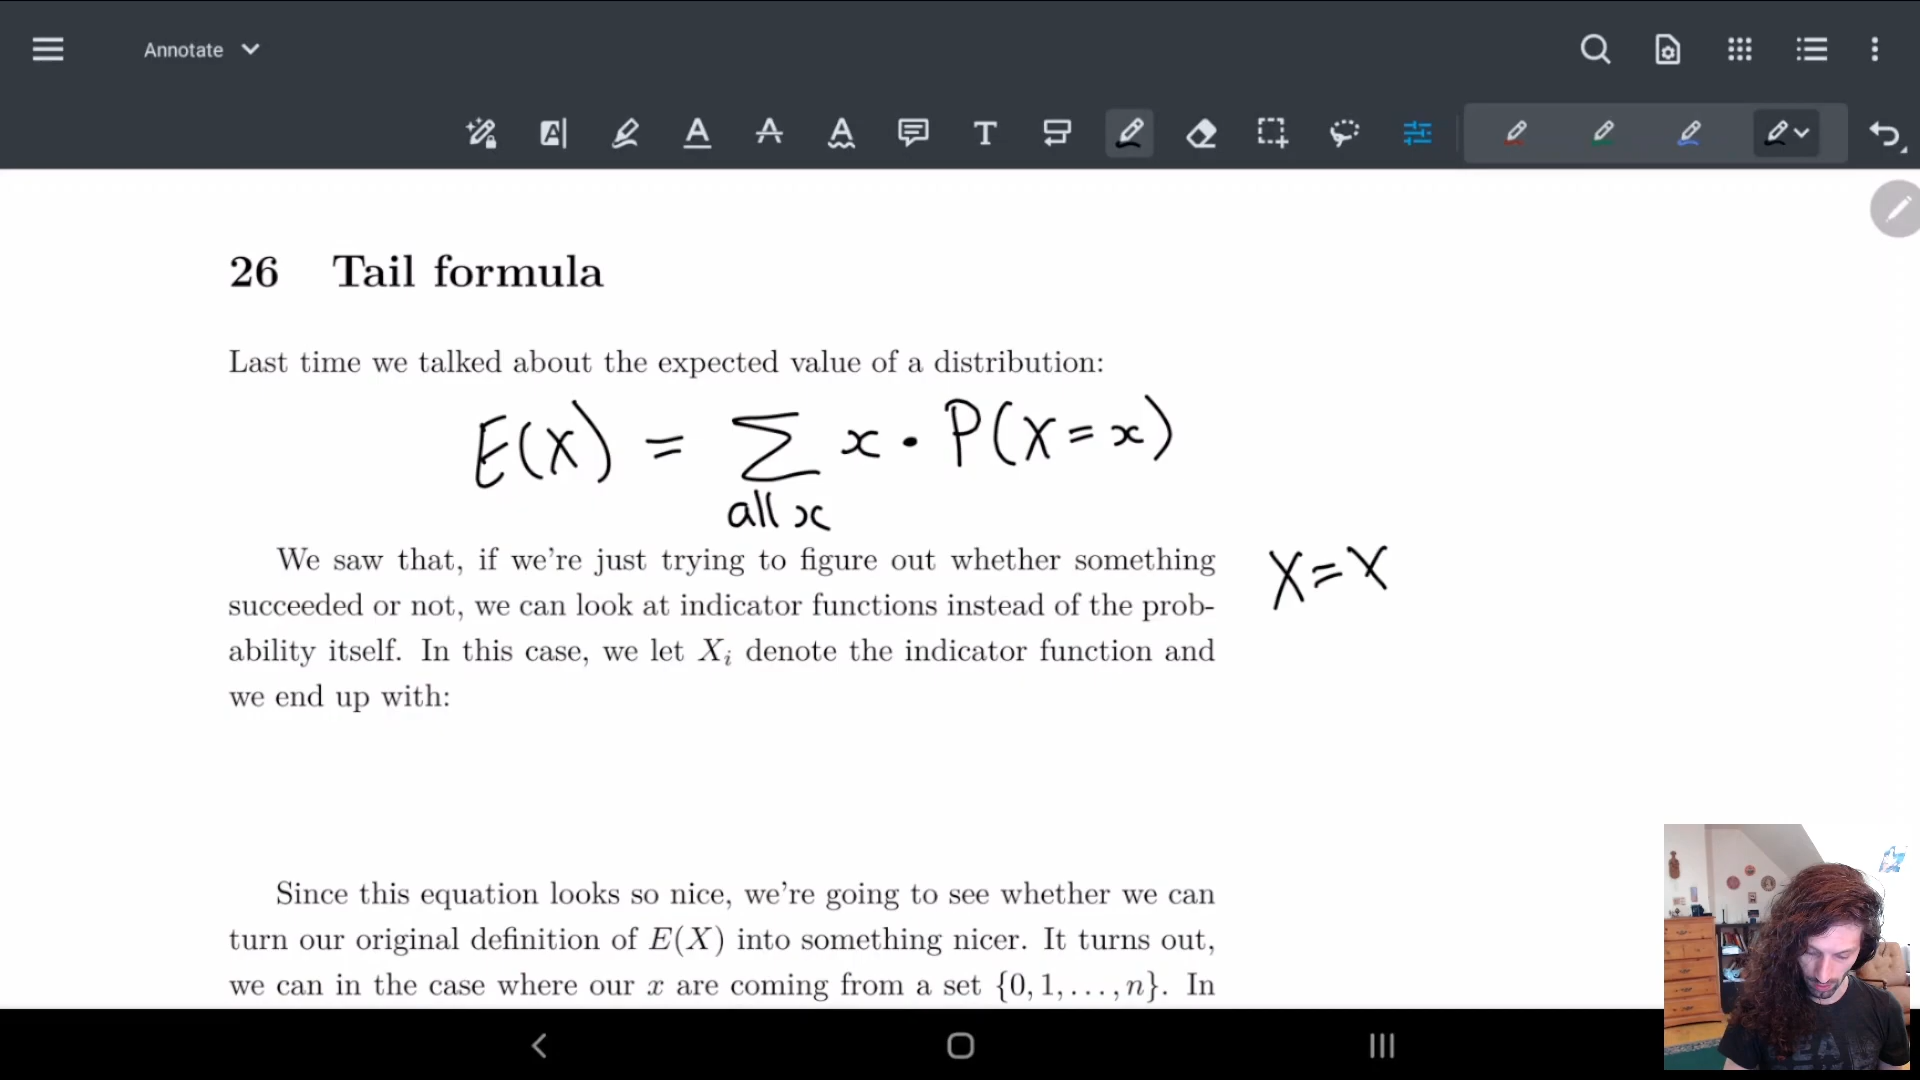 Annotate
26 Tail formula
Last time we talked about the expected value of a distribution:
E(X) = ∑ x · P(X=x)
all x
We saw that, if we're just trying to figure out whether something
succeeded or not, we can look at indicator functions instead of the prob-
ability itself. In this case, we let Xᵢ denote the indicator function and
we end up with:
X=X
Since this equation looks so nice, we're going to see whether we can
turn our original definition of E(X) into something nicer. It turns out,
we can in the case where our x are coming from a set {0, 1, . . . , n}. In